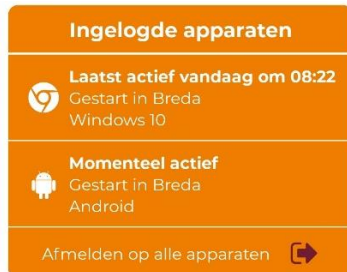 Ingelogde apparaten
Laatst actief vandaag om 08:22
Gestart in Breda
Windows 10
Momenteel actief
Gestart in Breda
Android
Afmelden op alle apparaten